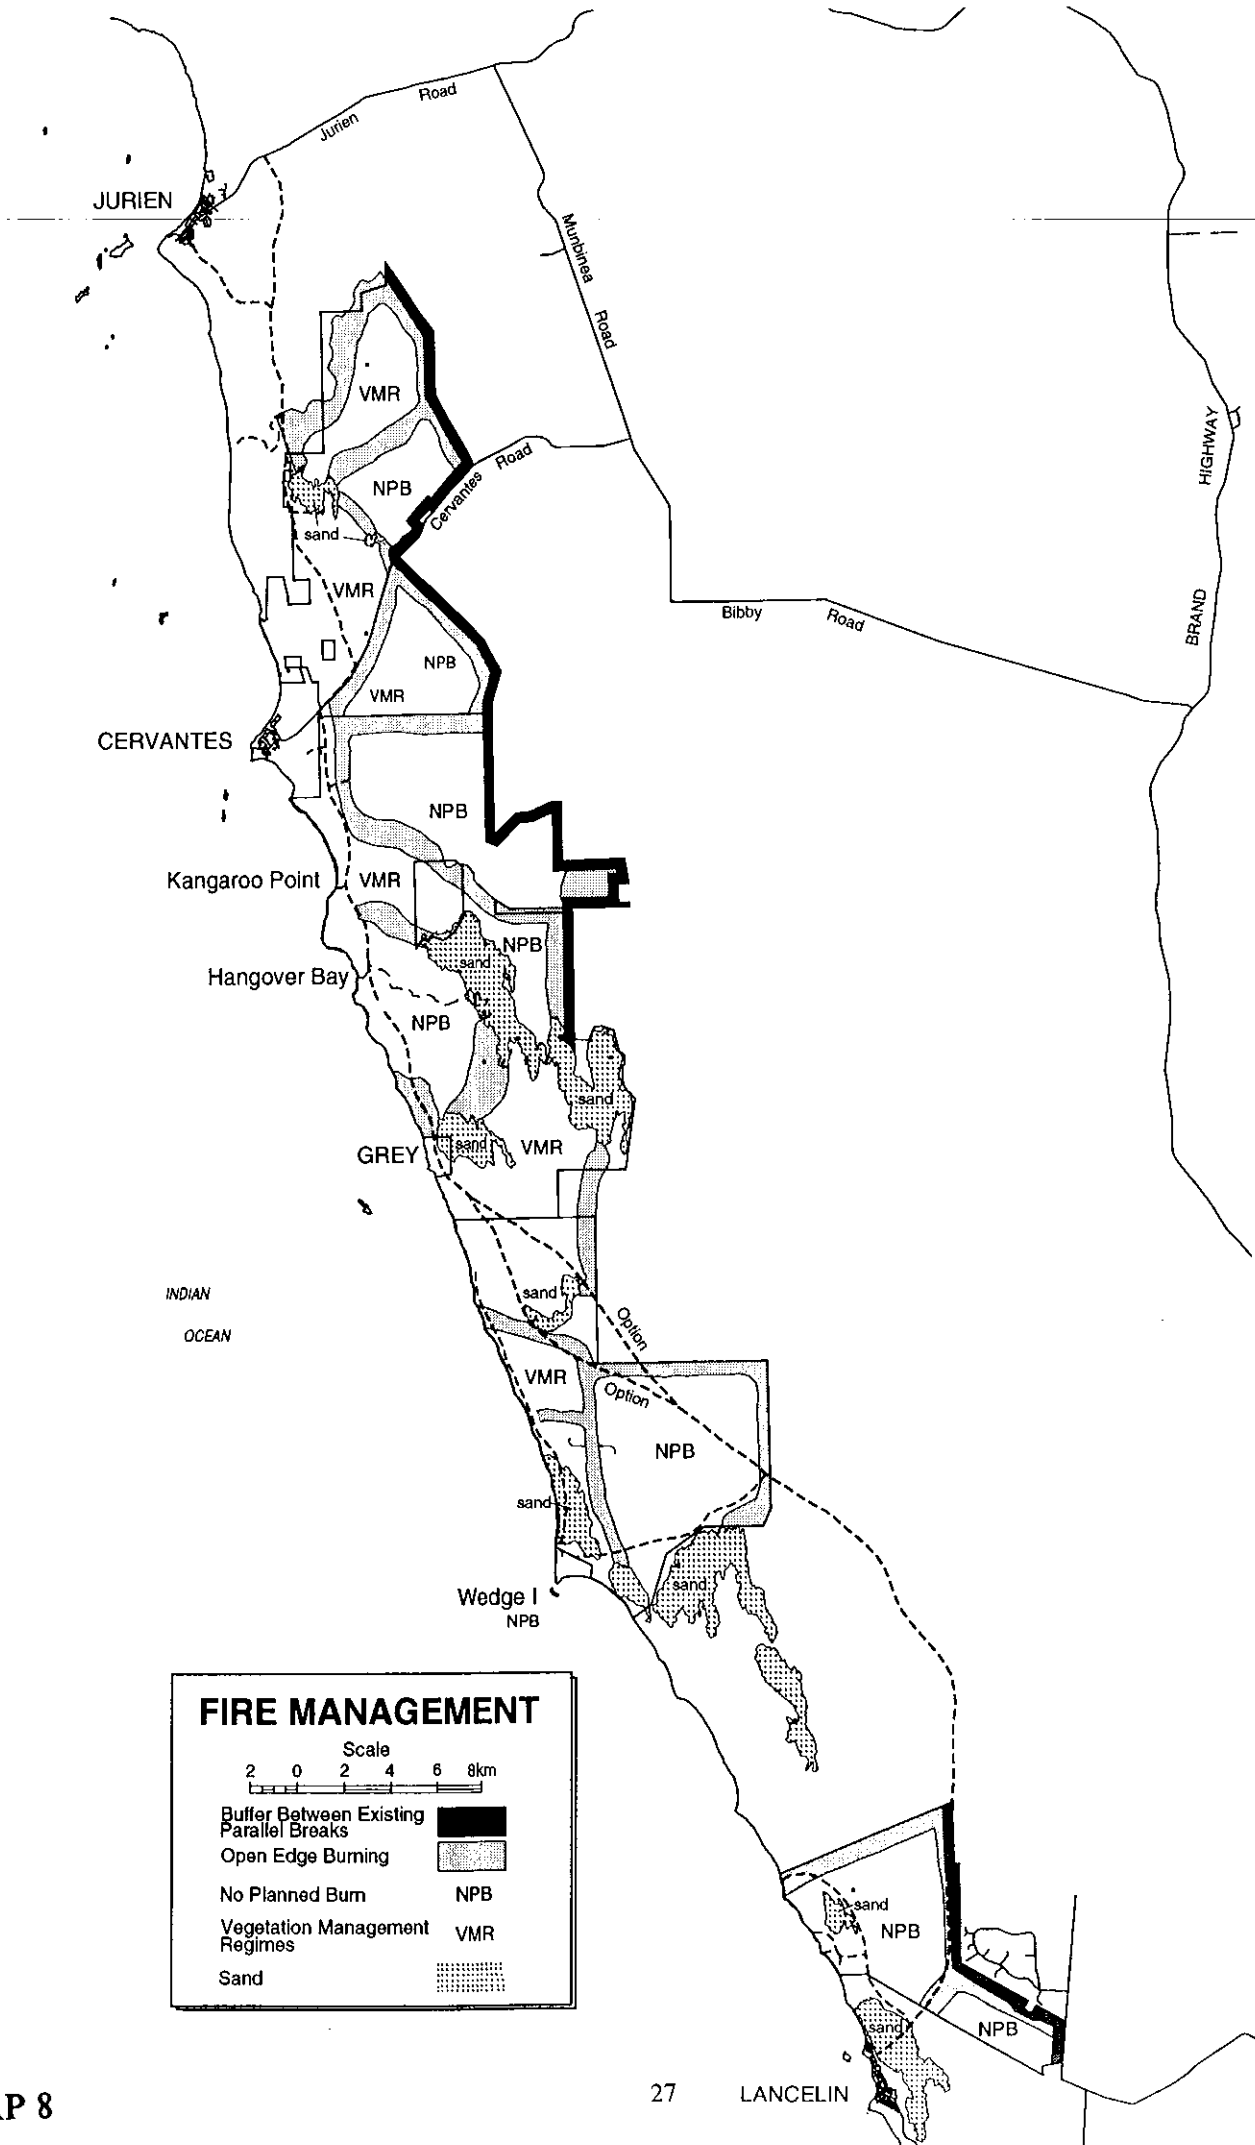 Jurien Road
JURIEN
Munbinea Road
VMR
HIGHWAY
NPB
Cervantes Road
sand
VMR
BRAND
Bibby Road
NPB
VMR
CERVANTES
NPB
Kangaroo Point
VMR
NPB
sand
Hangover Bay
NPB
sand
GREY
sand
VMR
INDIAN
OCEAN
sand
Option
VMR
Option
NPB
sand
sand
Wedge I
NPB
FIRE MANAGEMENT
Scale
2 0 2 4 6 8km
Buffer Between Existing
Parallel Breaks
Open Edge Burning
No Planned Burn NPB
Vegetation Management
Regimes VMR
Sand
sand
NPB
sand
NPB
LANCELIN
27
P 8